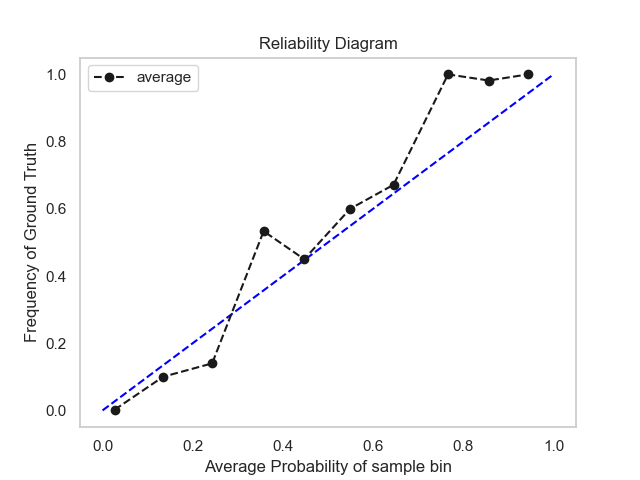 Reliability Diagram
average
Frequency of Ground Truth
1.0
0.8
0.6
0.4
0.2
0.0
0.0 0.2 0.4 0.6 0.8 1.0
Average Probability of sample bin